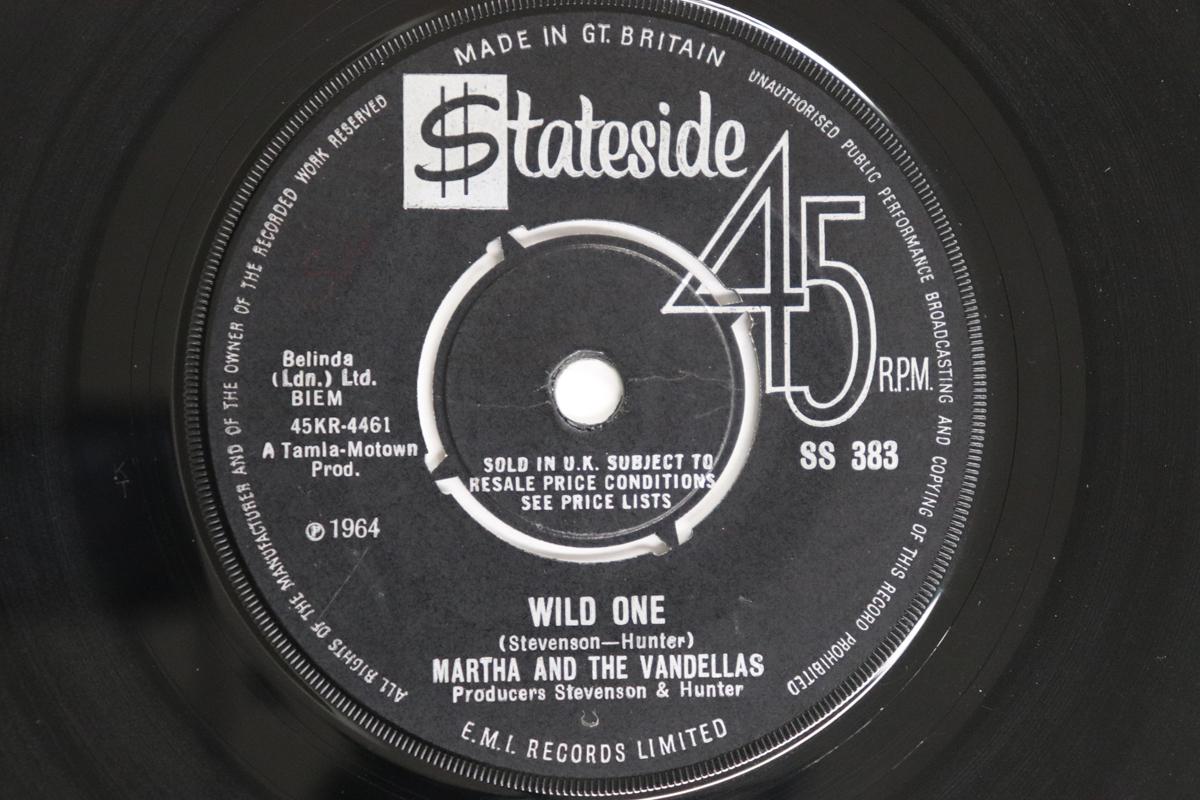 MADE IN GT. BRITAIN
UNAUTHORISED PUBLIC PERFORMANCE BROADCASTING AND COPYING OF THIS RECORD PROHIBITED
ALL RIGHTS OF THE MANUFACTURER AND OF THE OWNER OF THE RECORDED WORK RESERVED
$tateside
45
R.P.M.
Belinda
(Ldn.) Ltd.
BIEM
45KR-4461
A Tamla-Motown
Prod.
℗ 1964
SS 383
SOLD IN U.K. SUBJECT TO
RESALE PRICE CONDITIONS
SEE PRICE LISTS
WILD ONE
(Stevenson—Hunter)
MARTHA AND THE VANDELLAS
Producers Stevenson & Hunter
E.M.I. RECORDS LIMITED